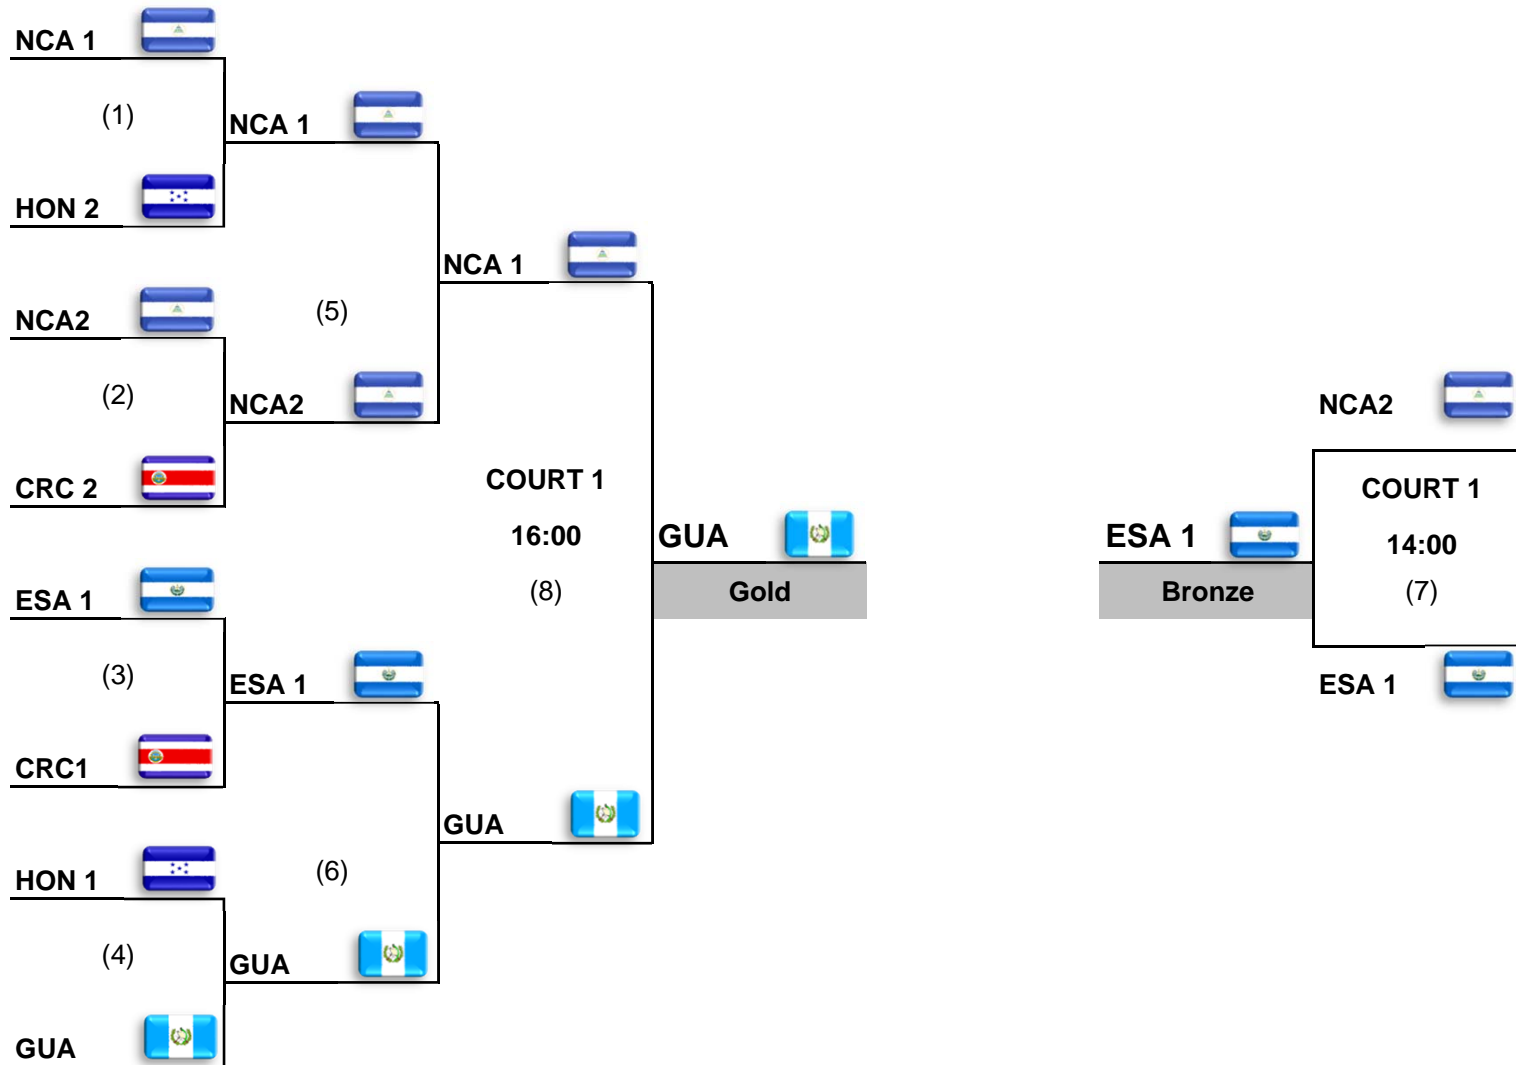 NCA 1
(1)
NCA 1
HON 2
NCA 1
NCA2
(5)
(2)
NCA2
CRC 2
COURT 1
16:00
GUA
ESA 1
(8)
Gold
(3)
ESA 1
CRC1
GUA
HON 1
(6)
(4)
GUA
GUA
NCA2
COURT 1
ESA 1
14:00
Bronze
(7)
ESA 1